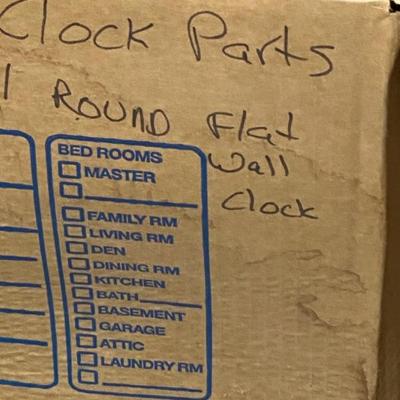 Clock Parts
1 ROUND Flat
Wall
Clock
BED ROOMS
MASTER
FAMILY RM
LIVING RM
DEN
DINING RM
KITCHEN
BATH
BASEMENT
GARAGE
ATTIC
LAUNDRY RM